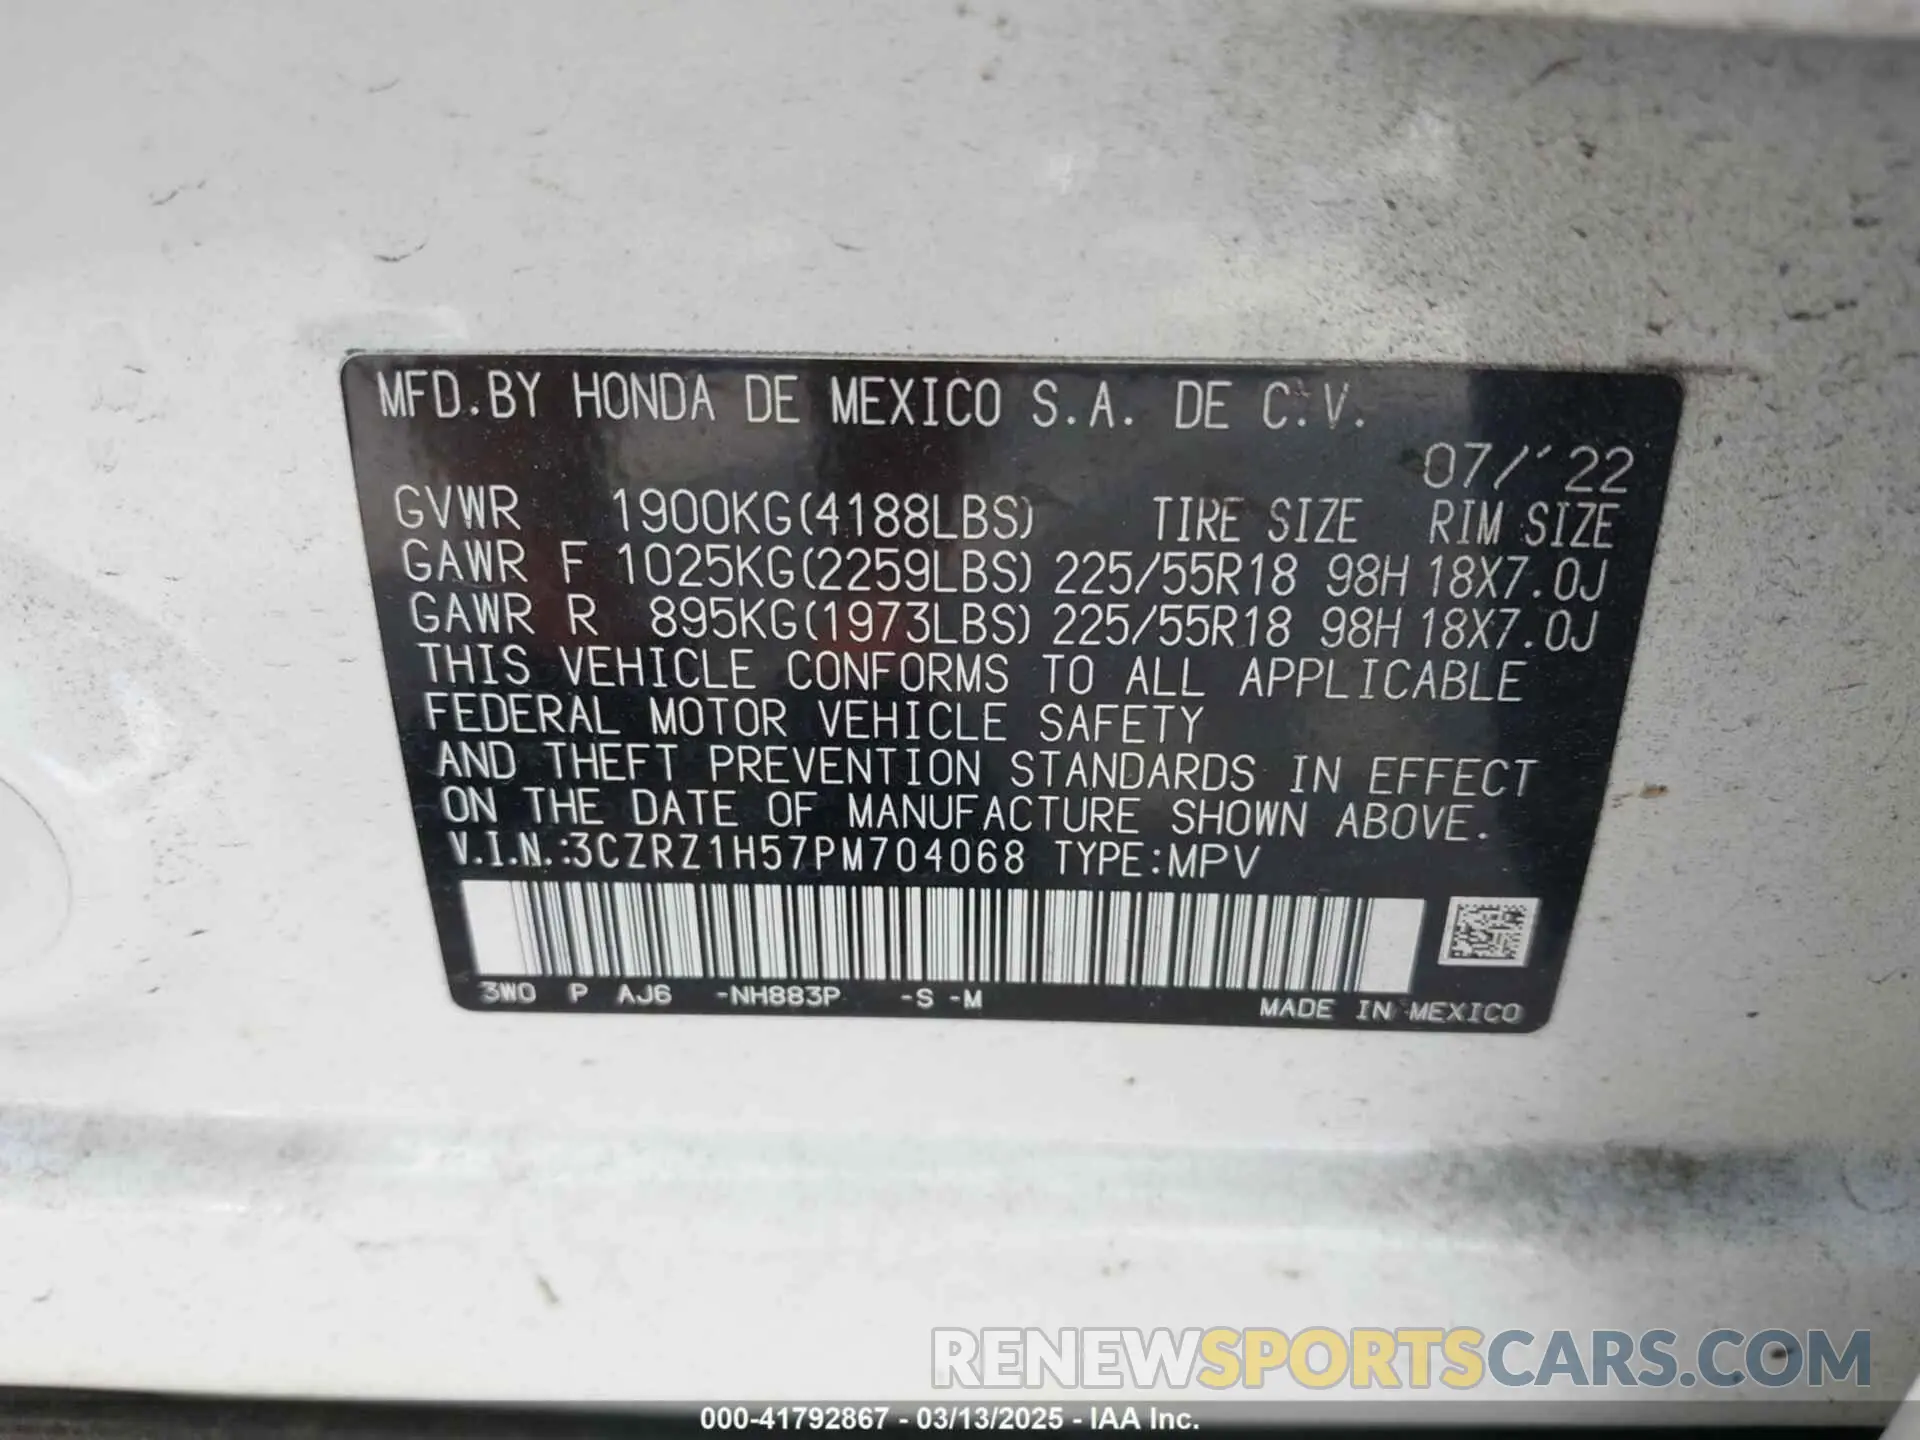 MFD.BY HONDA DE MEXICO S.A. DE C.V.
07/´22
GVWR 1900KG(4188LBS) TIRE SIZE RIM SIZE
GAWR F 1025KG(2259LBS) 225/55R18 98H 18X7.0J
GAWR R 895KG(1973LBS) 225/55R18 98H 18X7.0J
THIS VEHICLE CONFORMS TO ALL APPLICABLE
FEDERAL MOTOR VEHICLE SAFETY
AND THEFT PREVENTION STANDARDS IN EFFECT
ON THE DATE OF MANUFACTURE SHOWN ABOVE.
V.I.N.:3CZRZ1H57PM704068 TYPE:MPV
3W0 P AJ6 -NH883P -S -M
MADE IN MEXICO
RENEWSPORTSCARS.COM
000-41792867 - 03/13/2025 - IAA Inc.